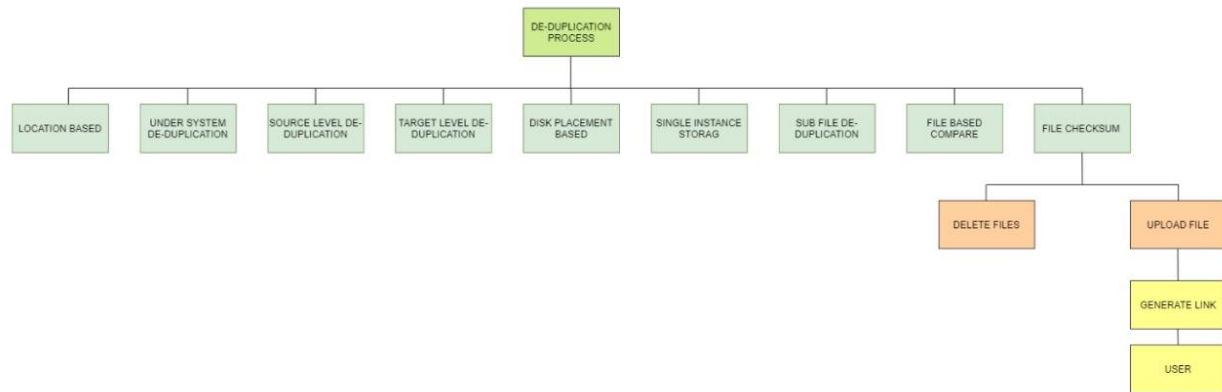 DE-DUPLICATION
PROCESS
LOCATION BASED
UNDER SYSTEM
DE-DUPLICATION
SOURCE LEVEL DE-
DUPLICATION
TARGET LEVEL DE-
DUPLICATION
DISK PLACEMENT
BASED
SINGLE INSTANCE
STORAG
SUB FILE DE-
DUPLICATION
FILE BASED
COMPARE
FILE CHECKSUM
DELETE FILES
UPLOAD FILE
GENERATE LINK
USER